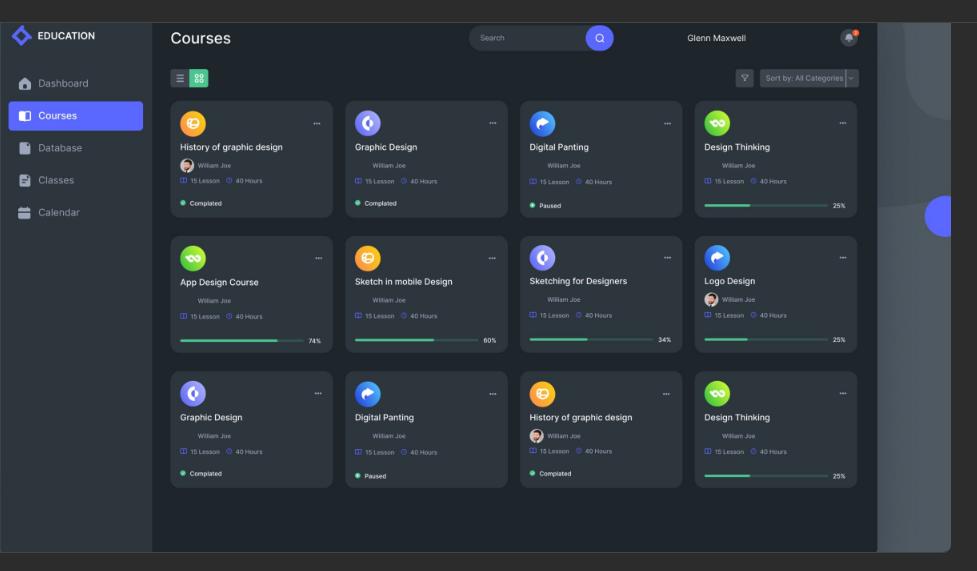 EDUCATION
Courses
Search
Glenn Maxwell
Dashboard
Courses
Database
Classes
Calendar
Sort by: All Categories
History of graphic design
William Joe
15 Lesson 40 Hours
Complated
Graphic Design
William Joe
15 Lesson 40 Hours
Complated
Digital Panting
William Joe
15 Lesson 40 Hours
Paused
Design Thinking
William Joe
15 Lesson 40 Hours
25%
App Design Course
William Joe
15 Lesson 40 Hours
74%
Sketch in mobile Design
William Joe
15 Lesson 40 Hours
60%
Sketching for Designers
William Joe
15 Lesson 40 Hours
34%
Logo Design
William Joe
15 Lesson 40 Hours
25%
Graphic Design
William Joe
15 Lesson 40 Hours
Complated
Digital Panting
William Joe
15 Lesson 40 Hours
Paused
History of graphic design
William Joe
15 Lesson 40 Hours
Complated
Design Thinking
William Joe
15 Lesson 40 Hours
25%